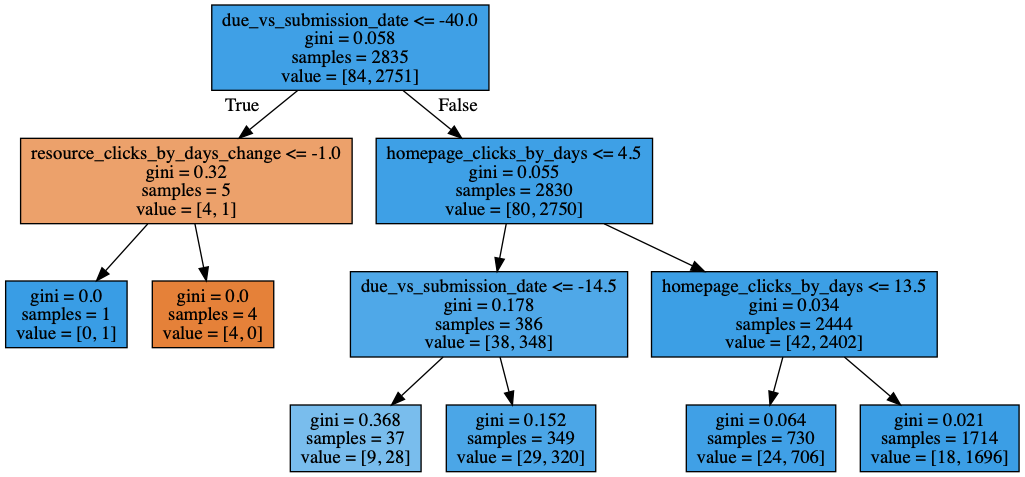 due_vs_submission_date <= -40.0
gini = 0.058
samples = 2835
value = [84, 2751]
True
False
resource_clicks_by_days_change <= -1.0
gini = 0.32
samples = 5
value = [4, 1]
homepage_clicks_by_days <= 4.5
gini = 0.055
samples = 2830
value = [80, 2750]
gini = 0.0
samples = 1
value = [0, 1]
gini = 0.0
samples = 4
value = [4, 0]
due_vs_submission_date <= -14.5
gini = 0.178
samples = 386
value = [38, 348]
homepage_clicks_by_days <= 13.5
gini = 0.034
samples = 2444
value = [42, 2402]
gini = 0.368
samples = 37
value = [9, 28]
gini = 0.152
samples = 349
value = [29, 320]
gini = 0.064
samples = 730
value = [24, 706]
gini = 0.021
samples = 1714
value = [18, 1696]